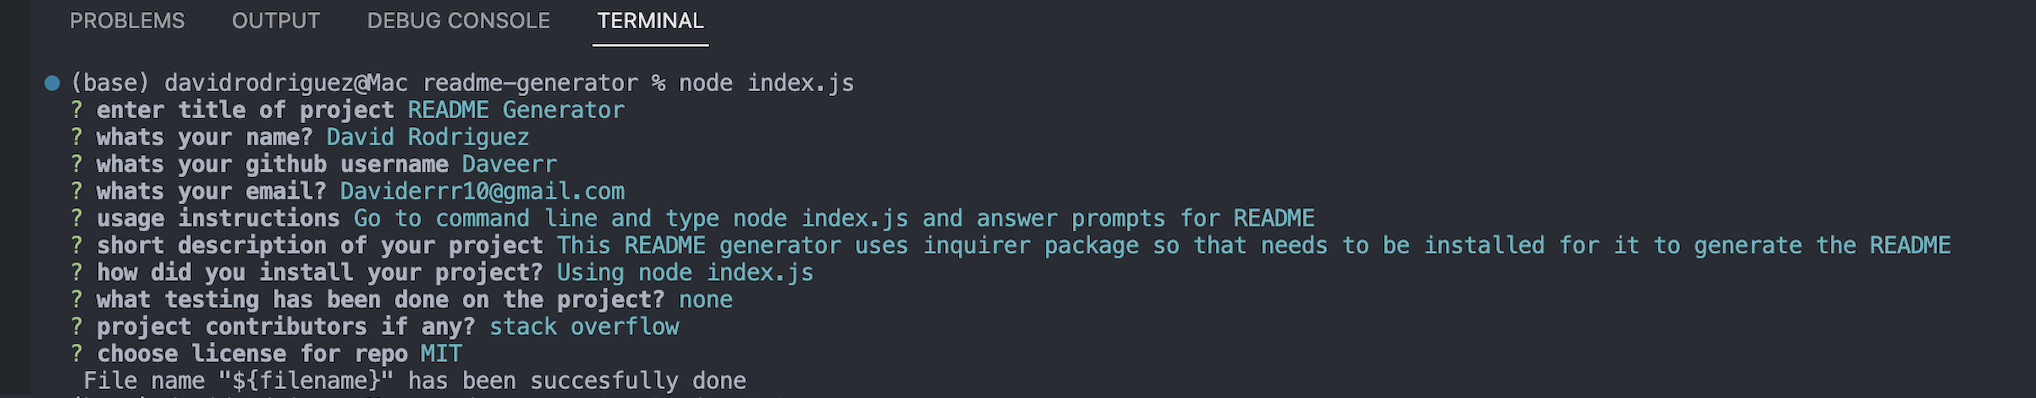 PROBLEMS OUTPUT DEBUG CONSOLE TERMINAL
(base) davidrodriguez@Mac readme-generator % node index.js
? enter title of project README Generator
? whats your name? David Rodriguez
? whats your github username Daveerr
? whats your email? Daviderrr10@gmail.com
? usage instructions Go to command line and type node index.js and answer prompts for README
? short description of your project This README generator uses inquirer package so that needs to be installed for it to generate the README
? how did you install your project? Using node index.js
? what testing has been done on the project? none
? project contributors if any? stack overflow
? choose license for repo MIT
File name "${filename}" has been succesfully done